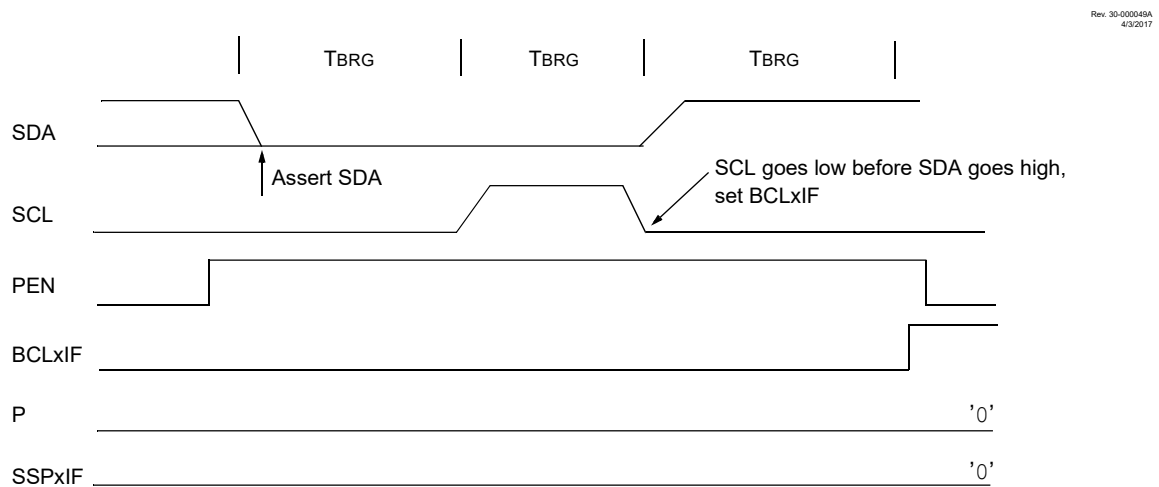 Rev. 30-000049A
4/3/2017
TBRG TBRG TBRG
SDA
Assert SDA
SCL goes low before SDA goes high,
set BCLxIF
SCL
PEN
BCLxIF
P '0'
SSPxIF '0'